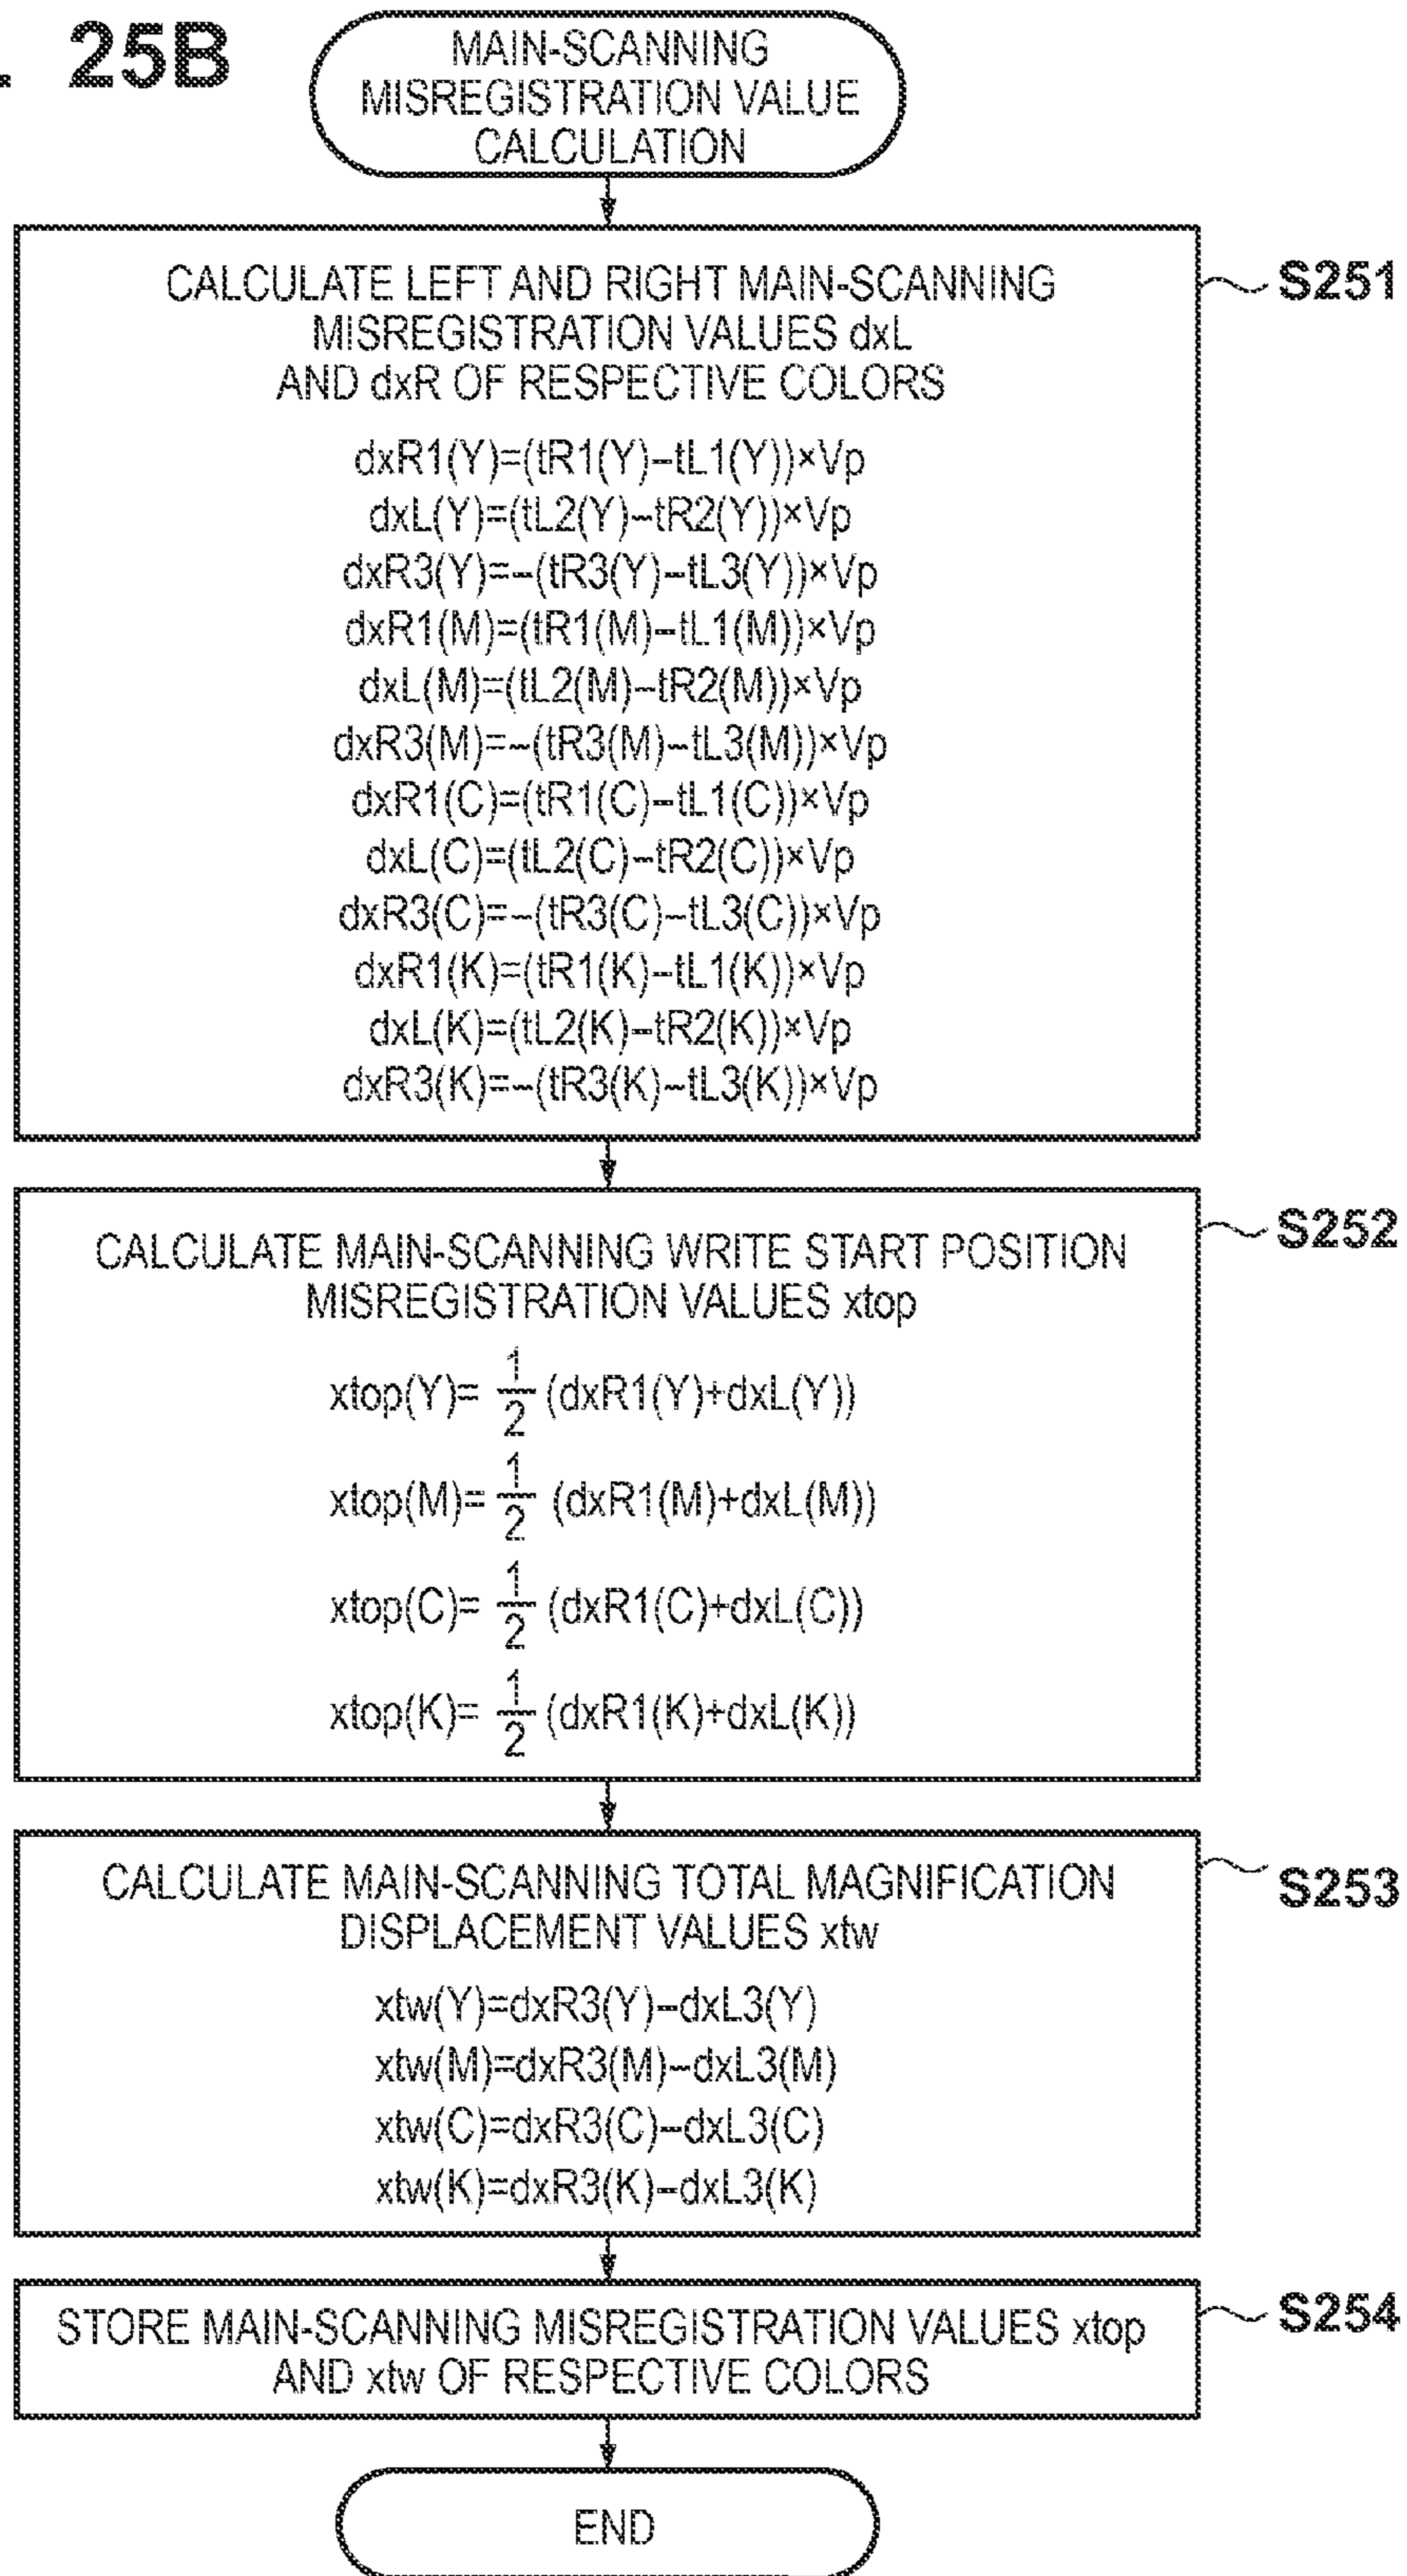 . 25B
MAIN-SCANNING
MISREGISTRATION VALUE
CALCULATION
CALCULATE LEFT AND RIGHT MAIN-SCANNING
MISREGISTRATION VALUES dxL
AND dxR OF RESPECTIVE COLORS
S251
dxR1(Y)=(tR1(Y)–tL1(Y))×Vp
dxL(Y)=(tL2(Y)–tR2(Y))×Vp
dxR3(Y)=–(tR3(Y)–tL3(Y))×Vp
dxR1(M)=(tR1(M)–tL1(M))×Vp
dxL(M)=(tL2(M)–tR2(M))×Vp
dxR3(M)=–(tR3(M)–tL3(M))×Vp
dxR1(C)=(tR1(C)–tL1(C))×Vp
dxL(C)=(tL2(C)–tR2(C))×Vp
dxR3(C)=–(tR3(C)–tL3(C))×Vp
dxR1(K)=(tR1(K)–tL1(K))×Vp
dxL(K)=(tL2(K)–tR2(K))×Vp
dxR3(K)=–(tR3(K)–tL3(K))×Vp
CALCULATE MAIN-SCANNING WRITE START POSITION
MISREGISTRATION VALUES xtop
S252
xtop(Y)= 1/2 (dxR1(Y)+dxL(Y))
xtop(M)= 1/2 (dxR1(M)+dxL(M))
xtop(C)= 1/2 (dxR1(C)+dxL(C))
xtop(K)= 1/2 (dxR1(K)+dxL(K))
CALCULATE MAIN-SCANNING TOTAL MAGNIFICATION
DISPLACEMENT VALUES xtw
S253
xtw(Y)=dxR3(Y)–dxL3(Y)
xtw(M)=dxR3(M)–dxL3(M)
xtw(C)=dxR3(C)–dxL3(C)
xtw(K)=dxR3(K)–dxL3(K)
STORE MAIN-SCANNING MISREGISTRATION VALUES xtop
AND xtw OF RESPECTIVE COLORS
S254
END